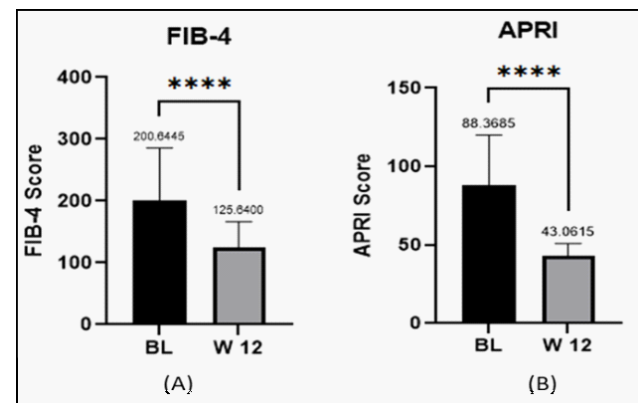 FIB-4
****
400
300
200
100
0
FIB-4 Score
200.6445
125.6400
BL W 12
(A)
APRI
****
150
100
50
0
APRI Score
88.3685
43.0615
BL W 12
(B)